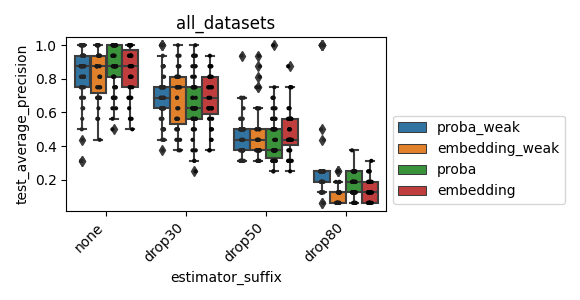 all_datasets
test_average_precision
1.0
0.8
0.6
0.4
0.2
none
drop30
drop50
drop80
estimator_suffix
proba_weak
embedding_weak
proba
embedding